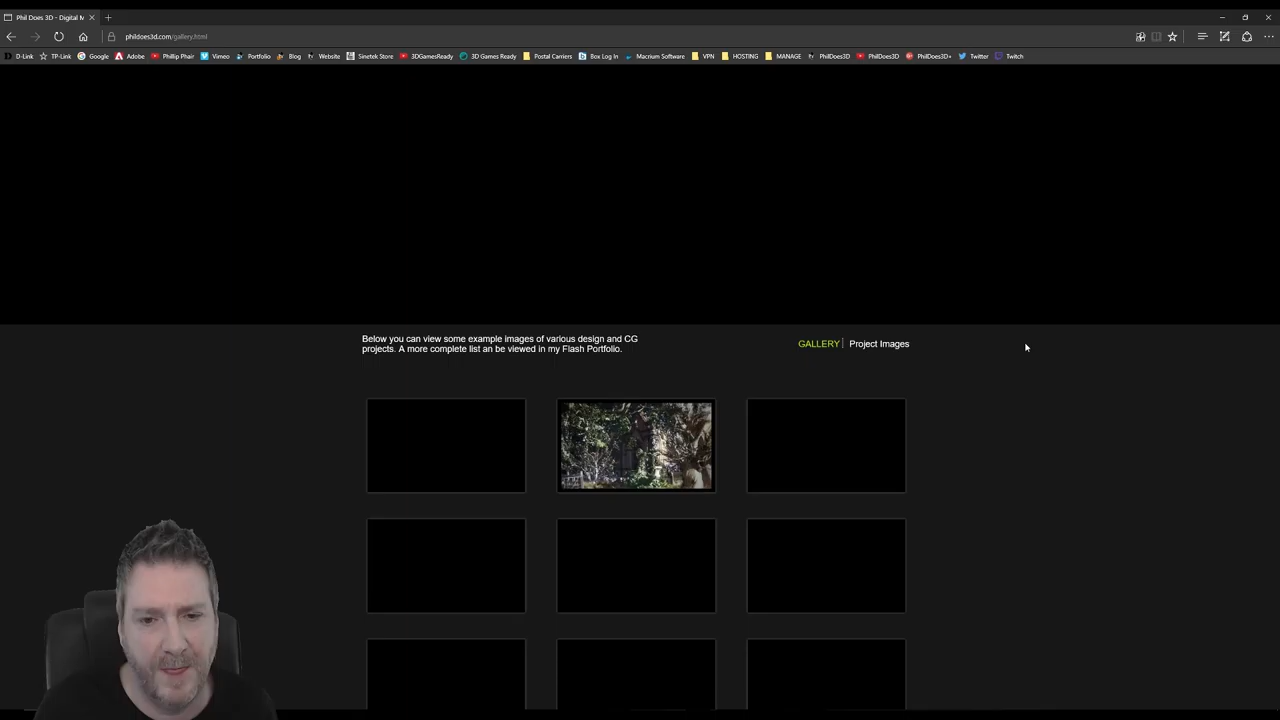 Phil Does 3D - Digital M
phildoes3d.com/gallery.html
D-Link TP-Link Google Adobe Phillip Phair Vimeo Portfolio Blog Website Sinetek Store 3DGamesReady 3D Games Ready Postal Carriers Box Log In Macrium Software VPN HOSTING MANAGE PhilDoes3D PhilDoes3D PhilDoes3D+ Twitter Twitch
Below you can view some example images of various design and CG
projects. A more complete list an be viewed in my Flash Portfolio.
GALLERY | Project Images